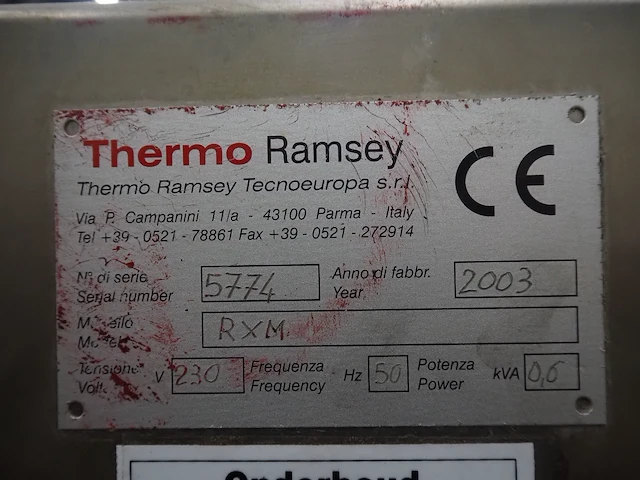 Thermo Ramsey
CE
Thermo Ramsey Tecnoeuropa s.r.l.
Via P. Campanini 11/a - 43100 Parma - Italy
Tel +39 - 0521 - 78861 Fax +39 - 0521 - 272914
N° di serie
Serial number
5774
Anno di fabbr.
Year
2003
RXM
V
230
Frequenza
Frequency
Hz
50
Potenza
Power
kVA
0,6
Onderhoud